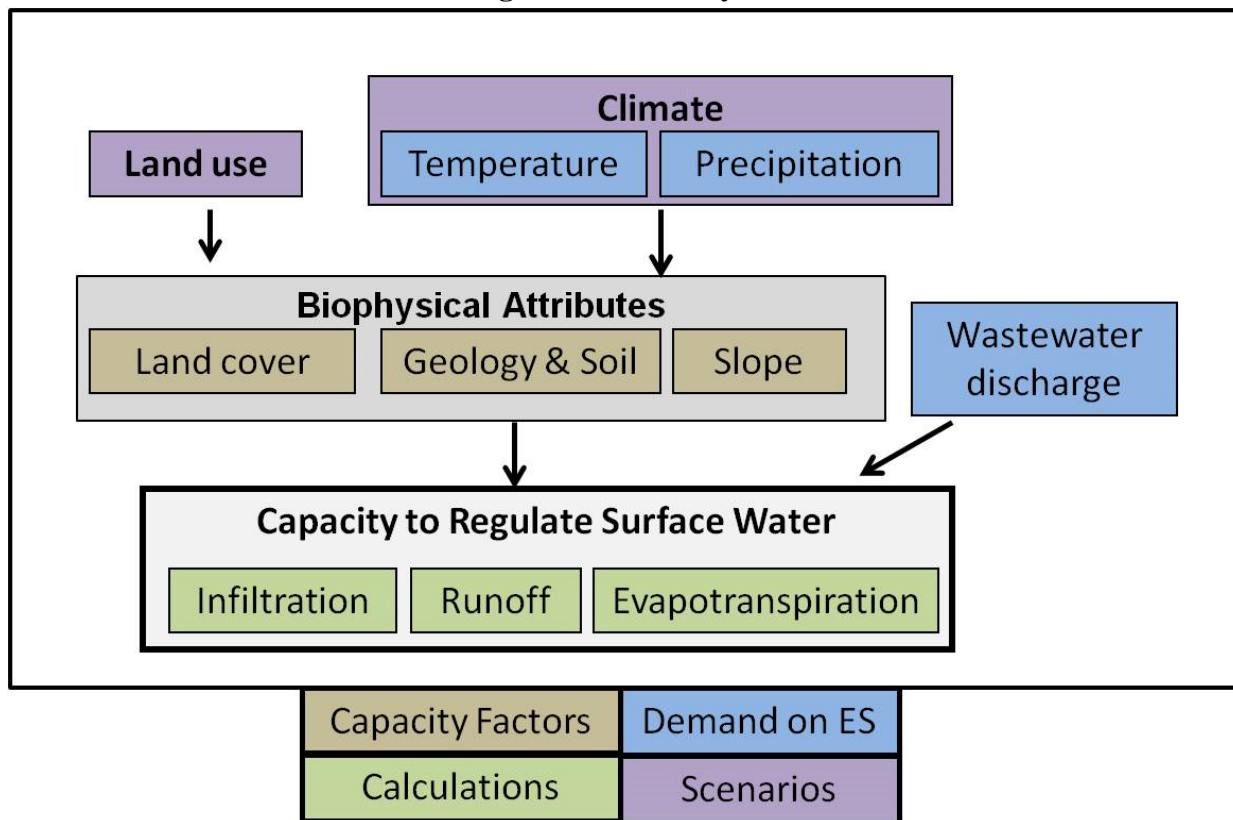 Climate
Land use
Temperature
Precipitation
Biophysical Attributes
Land cover
Geology & Soil
Slope
Wastewater
discharge
Capacity to Regulate Surface Water
Infiltration
Runoff
Evapotranspiration
Capacity Factors
Demand on ES
Calculations
Scenarios